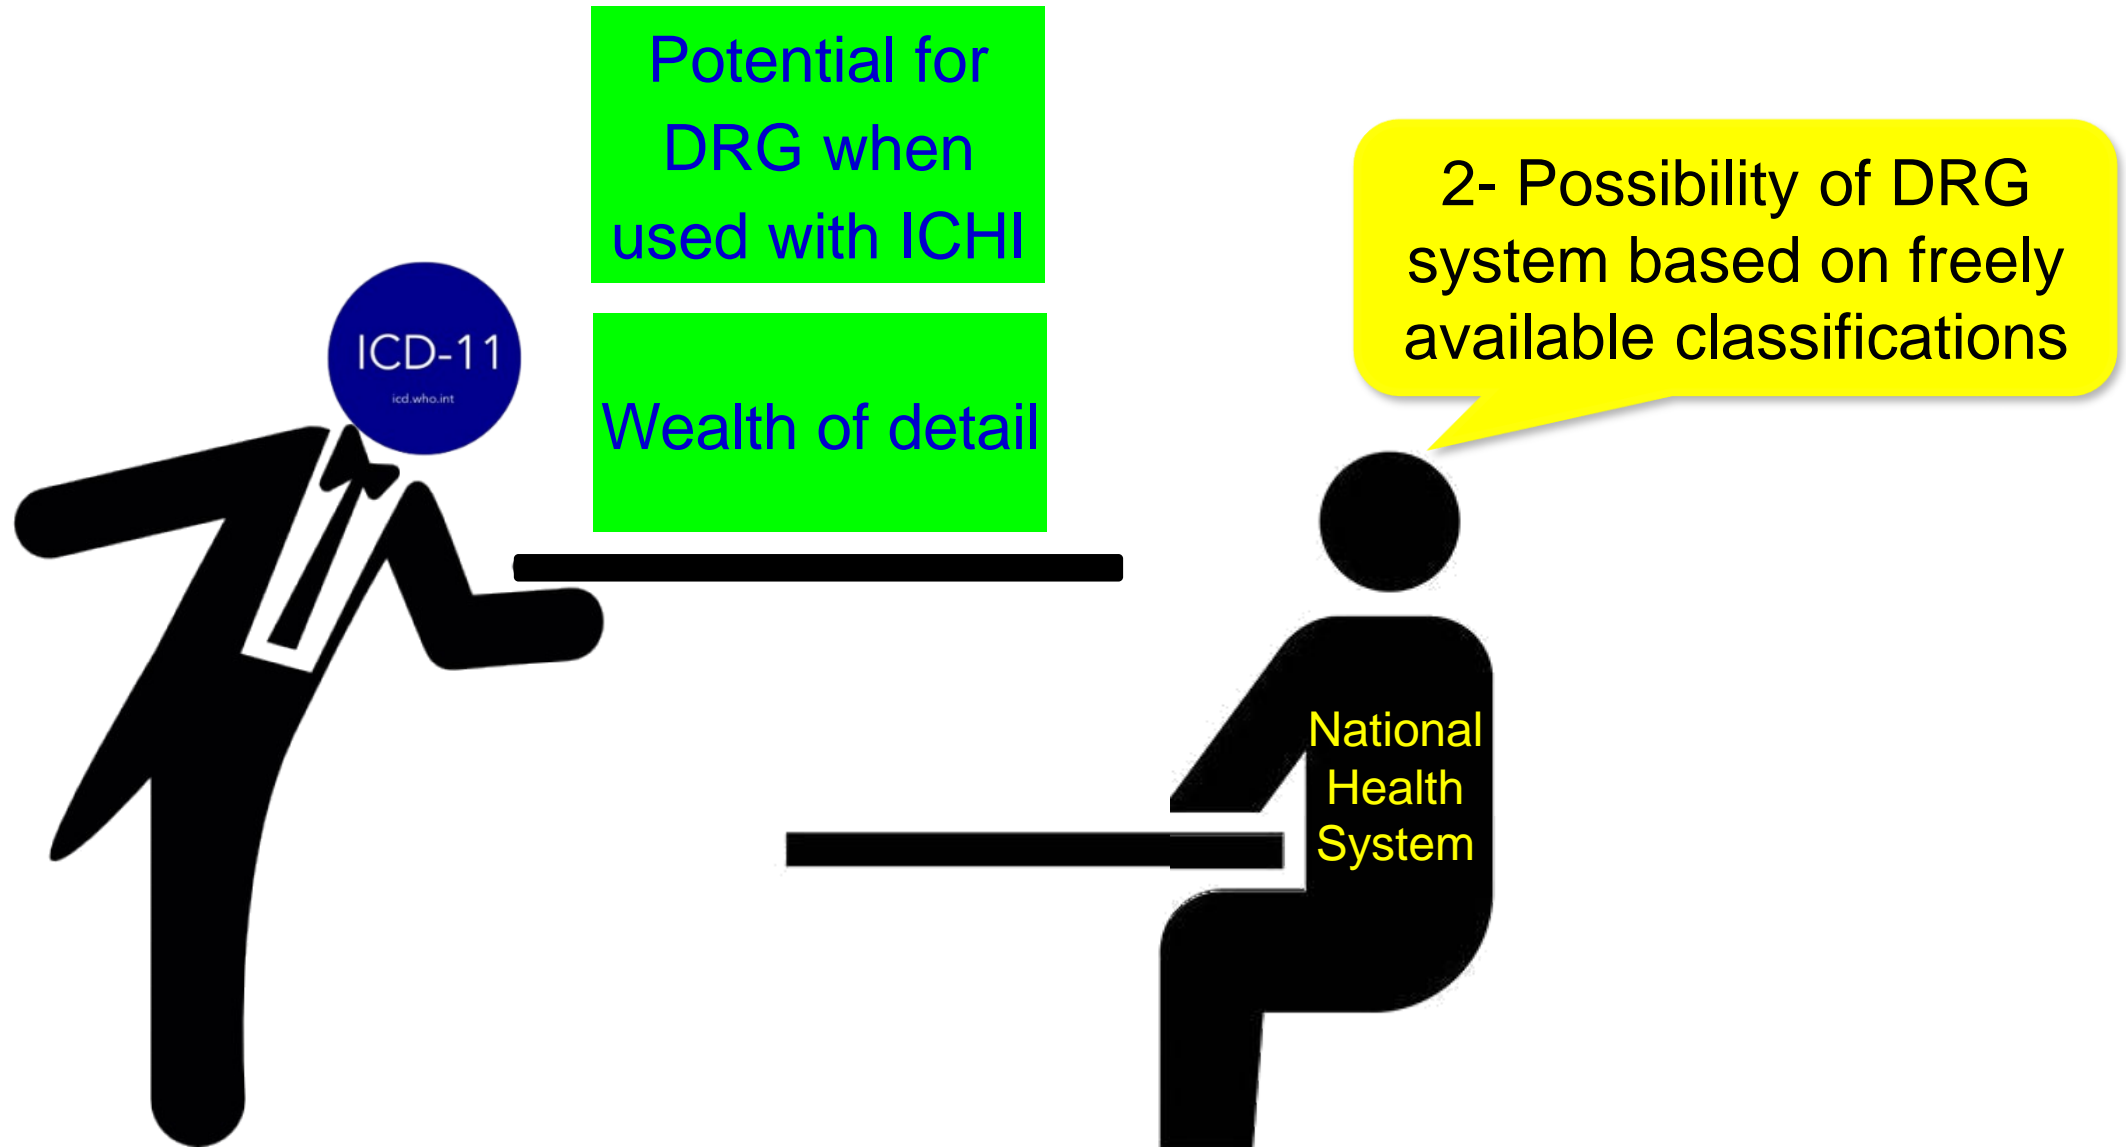 Potential for
DRG when
used with ICHI
2- Possibility of DRG
system based on freely
available classifications
ICD-11
icd.who.int
Wealth of detail
National
Health
System